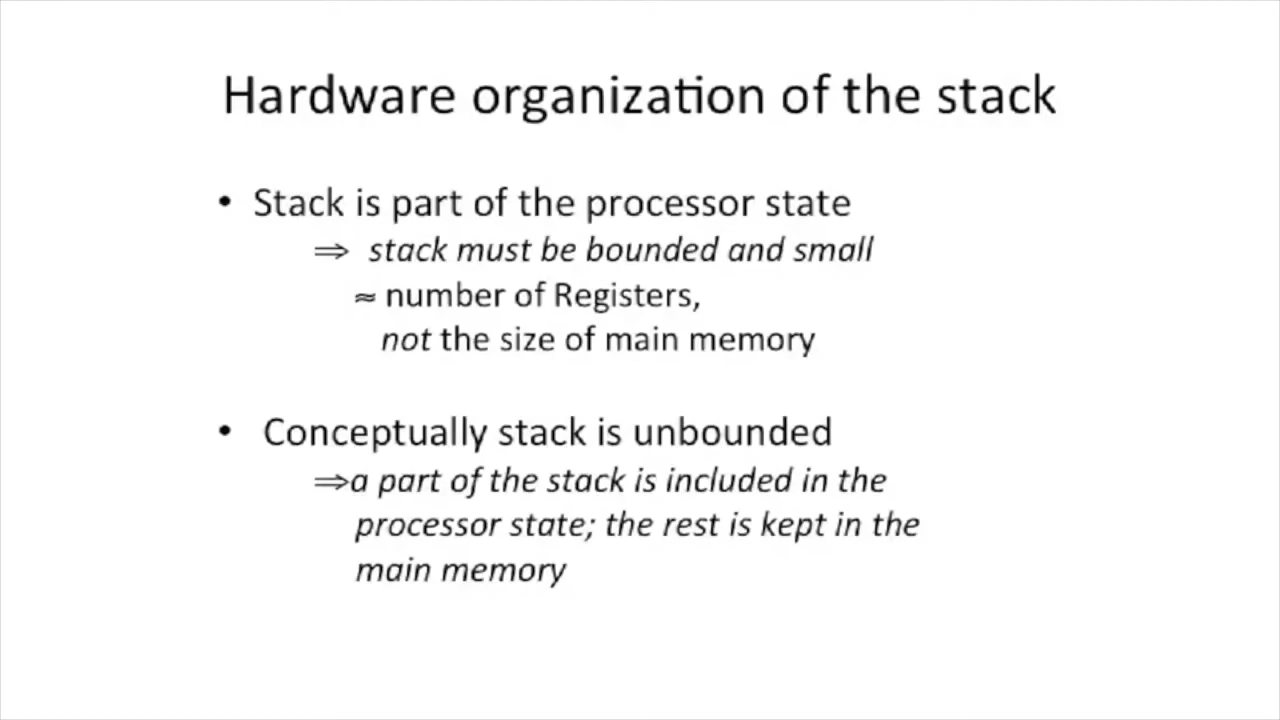 Hardware organization of the stack
• Stack is part of the processor state
⇒ stack must be bounded and small
≈ number of Registers,
not the size of main memory
• Conceptually stack is unbounded
⇒a part of the stack is included in the
processor state; the rest is kept in the
main memory